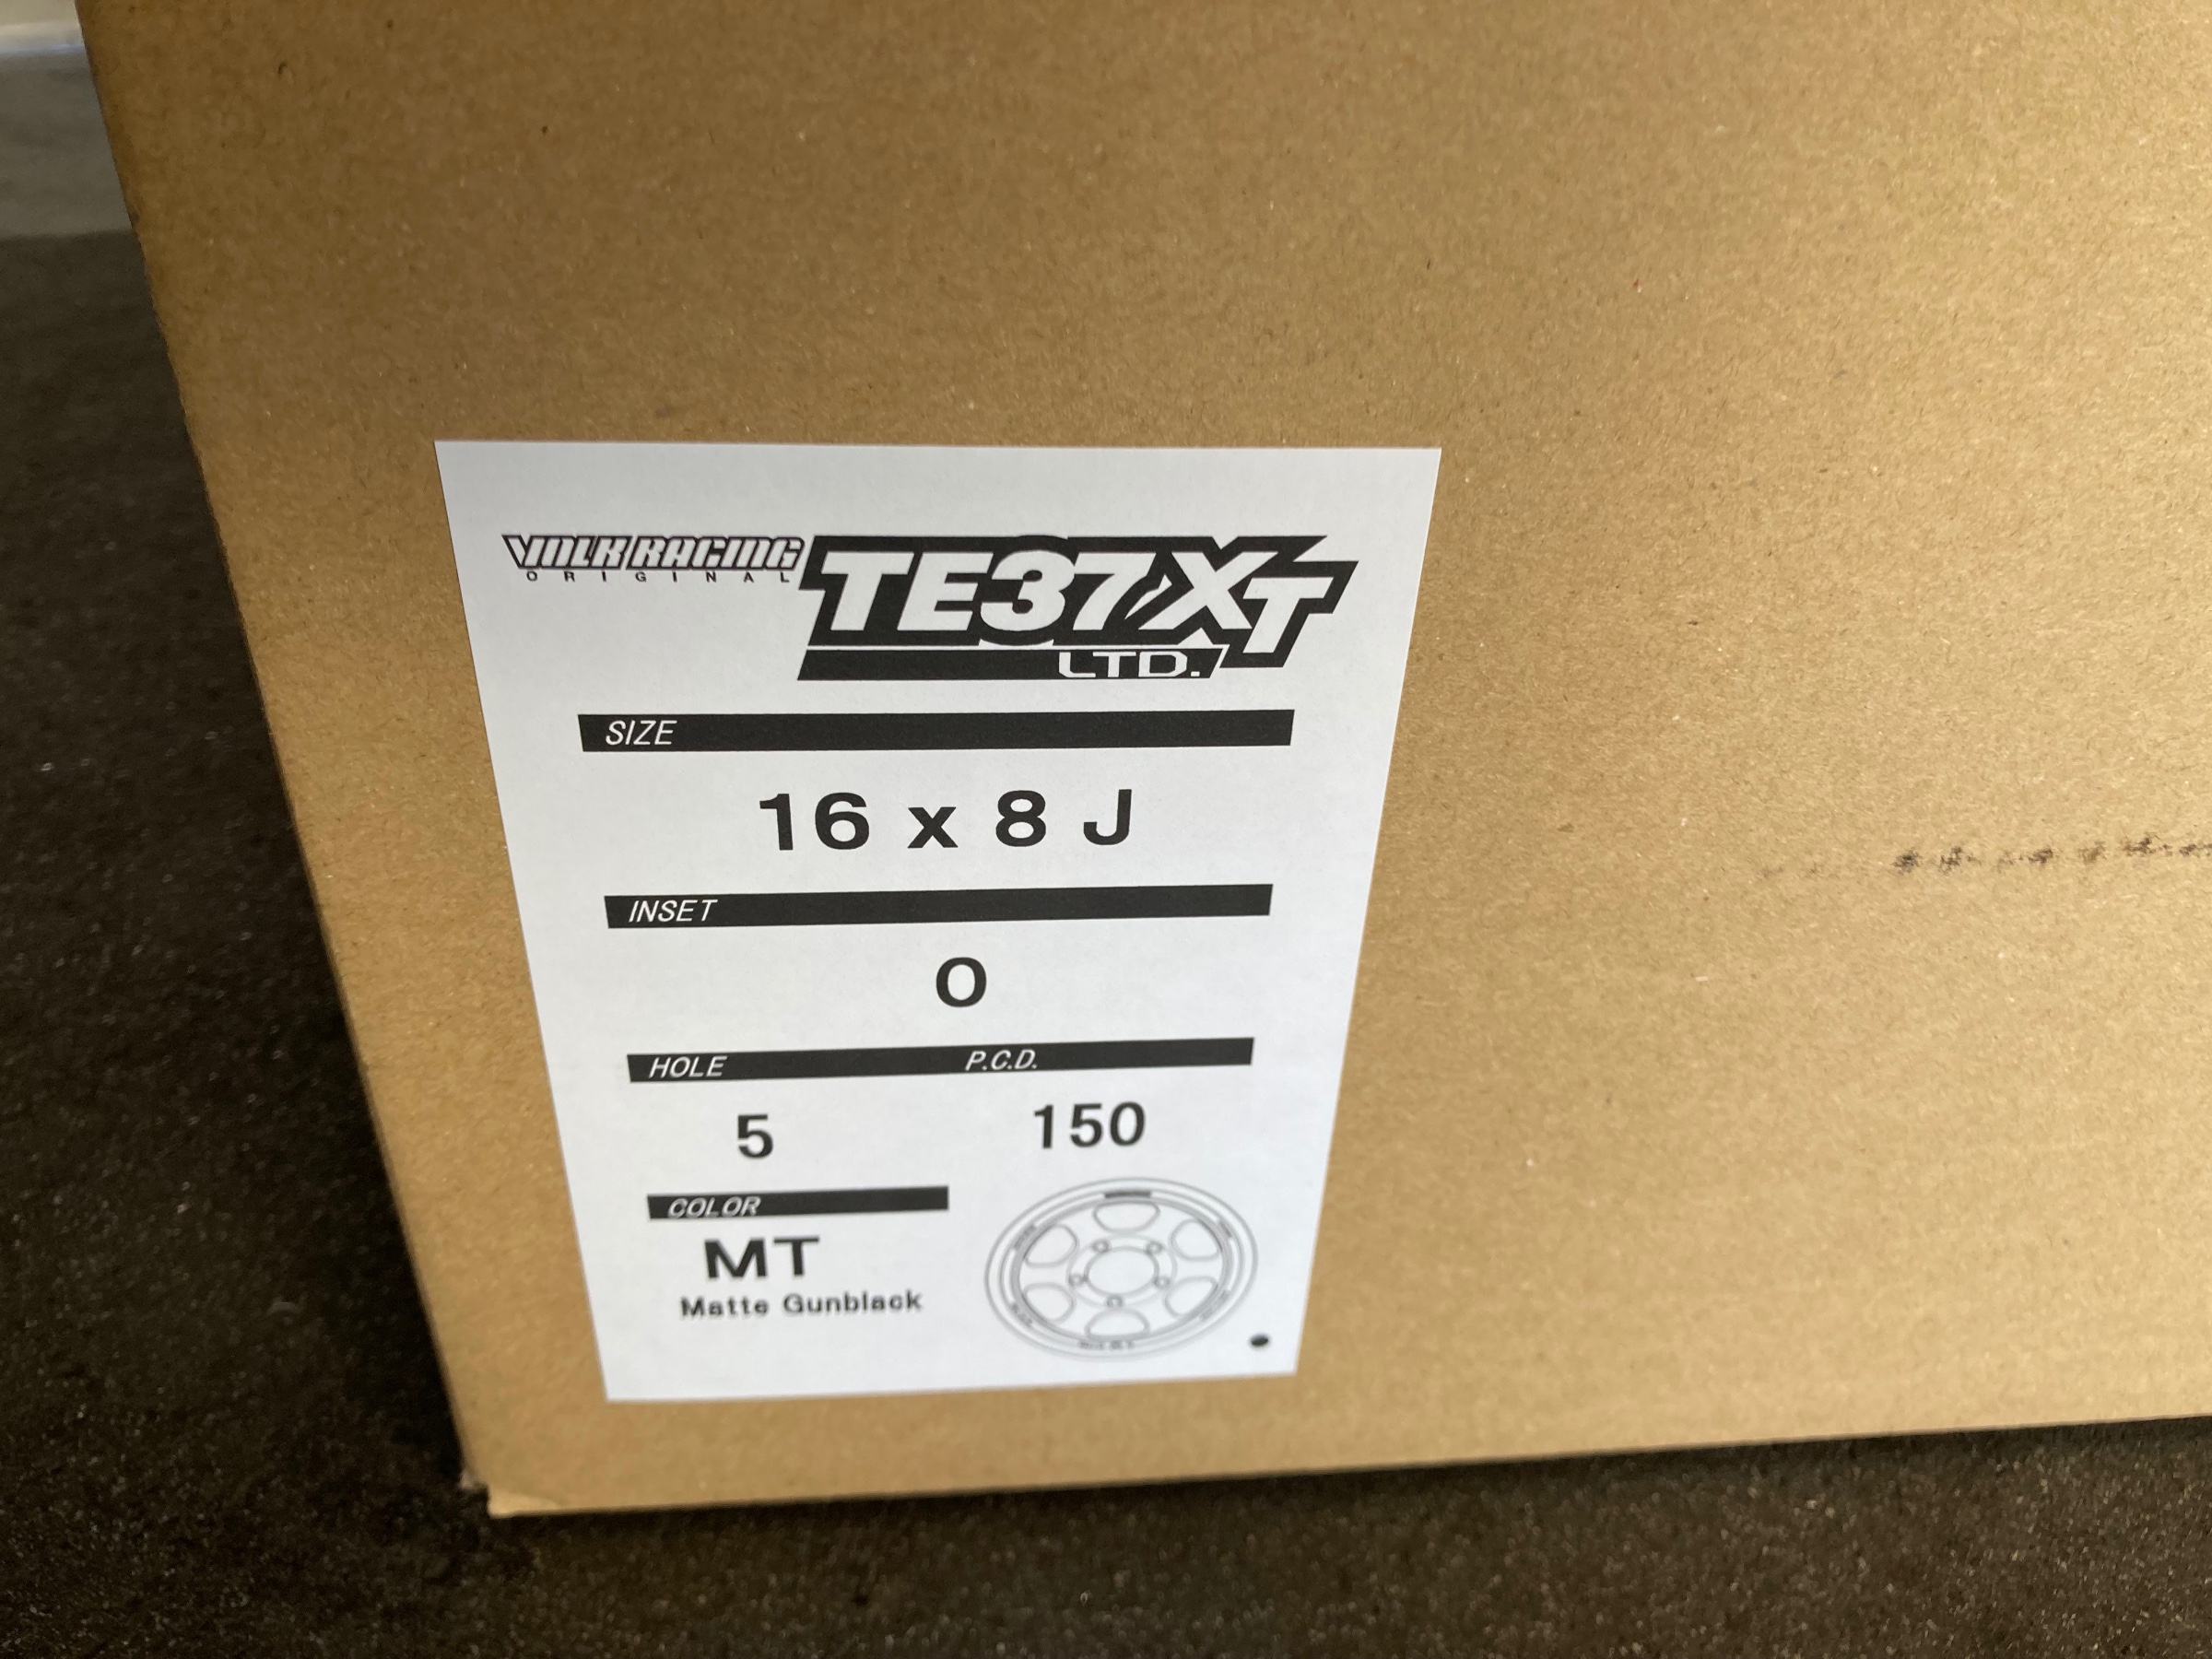 VOLK RACING TE37XT
ORIGINAL
LTD.
SIZE
16 x 8 J
INSET
0
HOLE P.C.D.
5 150
COLOR
MT
Matte Gunblack